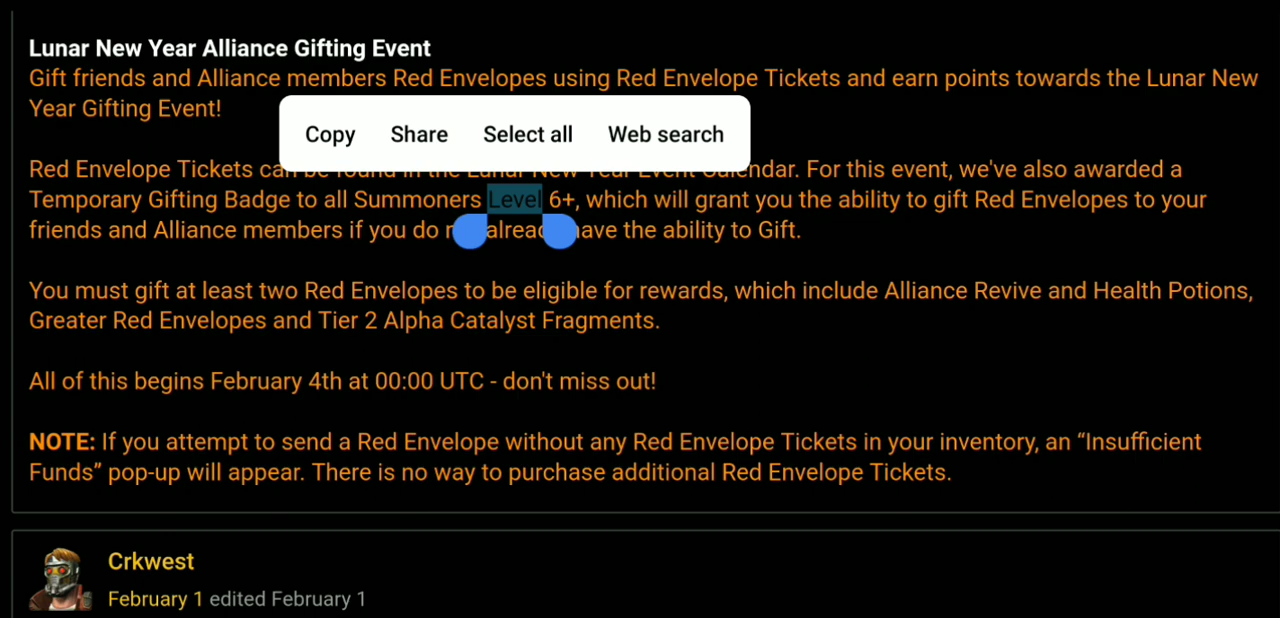 Lunar New Year Alliance Gifting Event
Gift friends and Alliance members Red Envelopes using Red Envelope Tickets and earn points towards the Lunar New
Year Gifting Event!
Copy Share Select all Web search
Red Envelope Tickets can be found in the Lunar New Year Event Calendar. For this event, we've also awarded a
Temporary Gifting Badge to all Summoners Level 6+, which will grant you the ability to gift Red Envelopes to your
friends and Alliance members if you do have the ability to Gift.
You must gift at least two Red Envelopes to be eligible for rewards, which include Alliance Revive and Health Potions,
Greater Red Envelopes and Tier 2 Alpha Catalyst Fragments.
All of this begins February 4th at 00:00 UTC - don't miss out!
NOTE: If you attempt to send a Red Envelope without any Red Envelope Tickets in your inventory, an “Insufficient
Funds” pop-up will appear. There is no way to purchase additional Red Envelope Tickets.
Crkwest
February 1 edited February 1